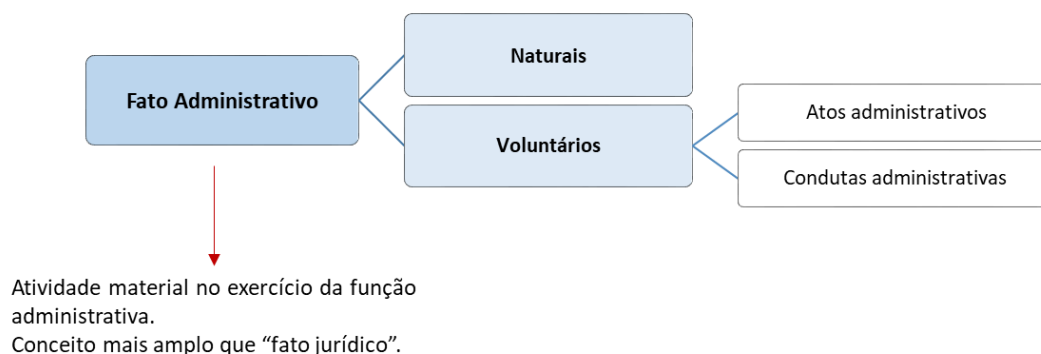 Naturais
Fato Administrativo
Voluntários
Atos administrativos
Condutas administrativas
Atividade material no exercício da função
administrativa.
Conceito mais amplo que “fato jurídico”.